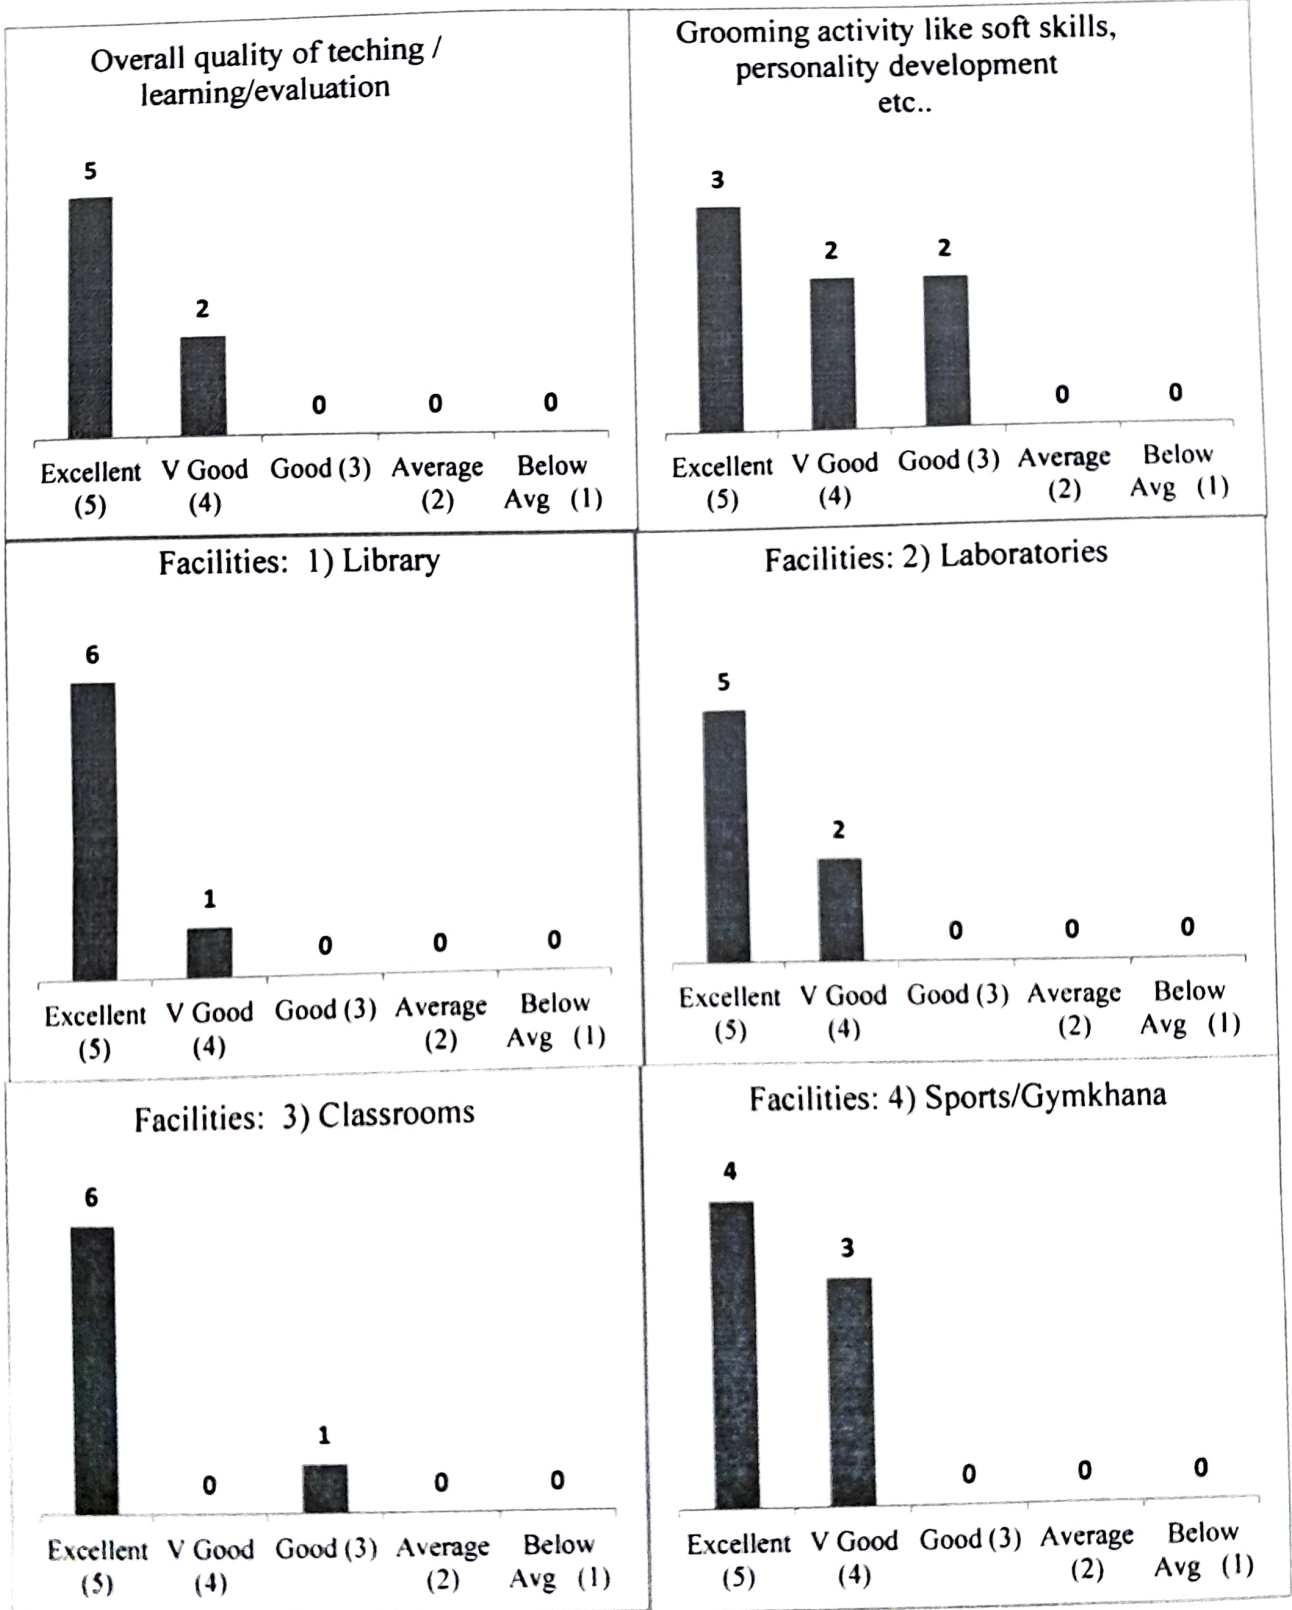 Overall quality of teching /
learning/evaluation
5
2
0 0 0
Excellent V Good Good (3) Average Below
(5) (4) (2) Avg (1)
Grooming activity like soft skills,
personality development
etc..
3
2 2
0 0
Excellent V Good Good (3) Average Below
(5) (4) (2) Avg (1)
Facilities: 1) Library
6
1
0 0 0
Excellent V Good Good (3) Average Below
(5) (4) (2) Avg (1)
Facilities: 2) Laboratories
5
2
0 0 0
Excellent V Good Good (3) Average Below
(5) (4) (2) Avg (1)
Facilities: 3) Classrooms
6
1
0 0 0
Excellent V Good Good (3) Average Below
(5) (4) (2) Avg (1)
Facilities: 4) Sports/Gymkhana
4
3
0 0 0
Excellent V Good Good (3) Average Below
(5) (4) (2) Avg (1)